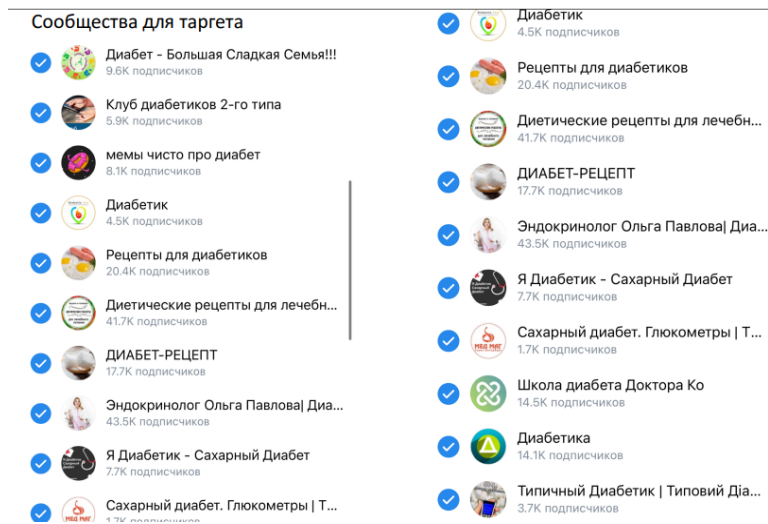 Сообщества для таргета
Диабет - Большая Сладкая Семья!!!
9.6K подписчиков
Клуб диабетиков 2-го типа
5.9K подписчиков
мемы чисто про диабет
8.1K подписчиков
Диабетик
4.5K подписчиков
Рецепты для диабетиков
20.4K подписчиков
Диетические рецепты для лечебн...
41.7K подписчиков
ДИАБЕТ-РЕЦЕПТ
17.7K подписчиков
Эндокринолог Ольга Павлова| Диа...
43.5K подписчиков
Я Диабетик - Сахарный Диабет
7.7K подписчиков
Сахарный диабет. Глюкометры | Т...
1.7K подписчиков
Диабетик
4.5K подписчиков
Рецепты для диабетиков
20.4K подписчиков
Диетические рецепты для лечебн...
41.7K подписчиков
ДИАБЕТ-РЕЦЕПТ
17.7K подписчиков
Эндокринолог Ольга Павлова| Диа...
43.5K подписчиков
Я Диабетик - Сахарный Диабет
7.7K подписчиков
Сахарный диабет. Глюкометры | Т...
1.7K подписчиков
Школа диабета Доктора Ко
14.5K подписчиков
Диабетика
14.1K подписчиков
Типичный Диабетик | Типовий Діа...
3.7K подписчиков